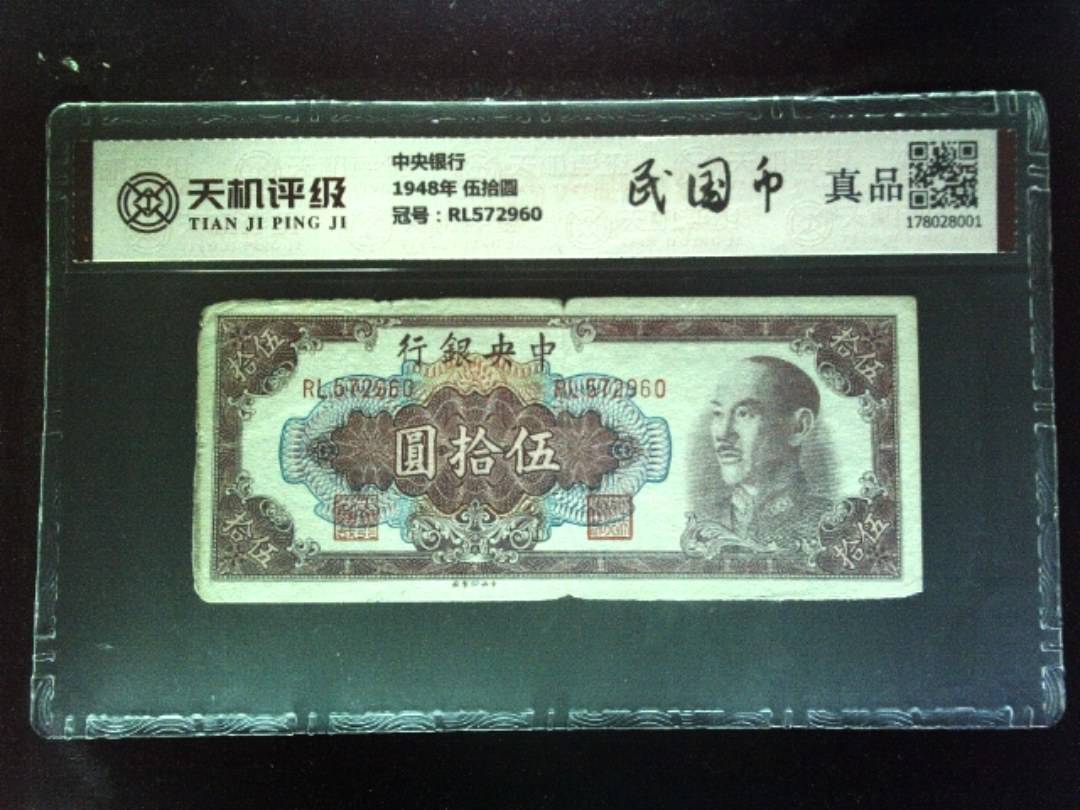 天机评级
TIAN JI PING JI
中央银行
1948年 伍拾圆
冠号：RL572960
民国币
真品
178028001
行銀央中
RL572960
RL572960
圓拾伍
拾伍
拾伍
拾伍
拾伍